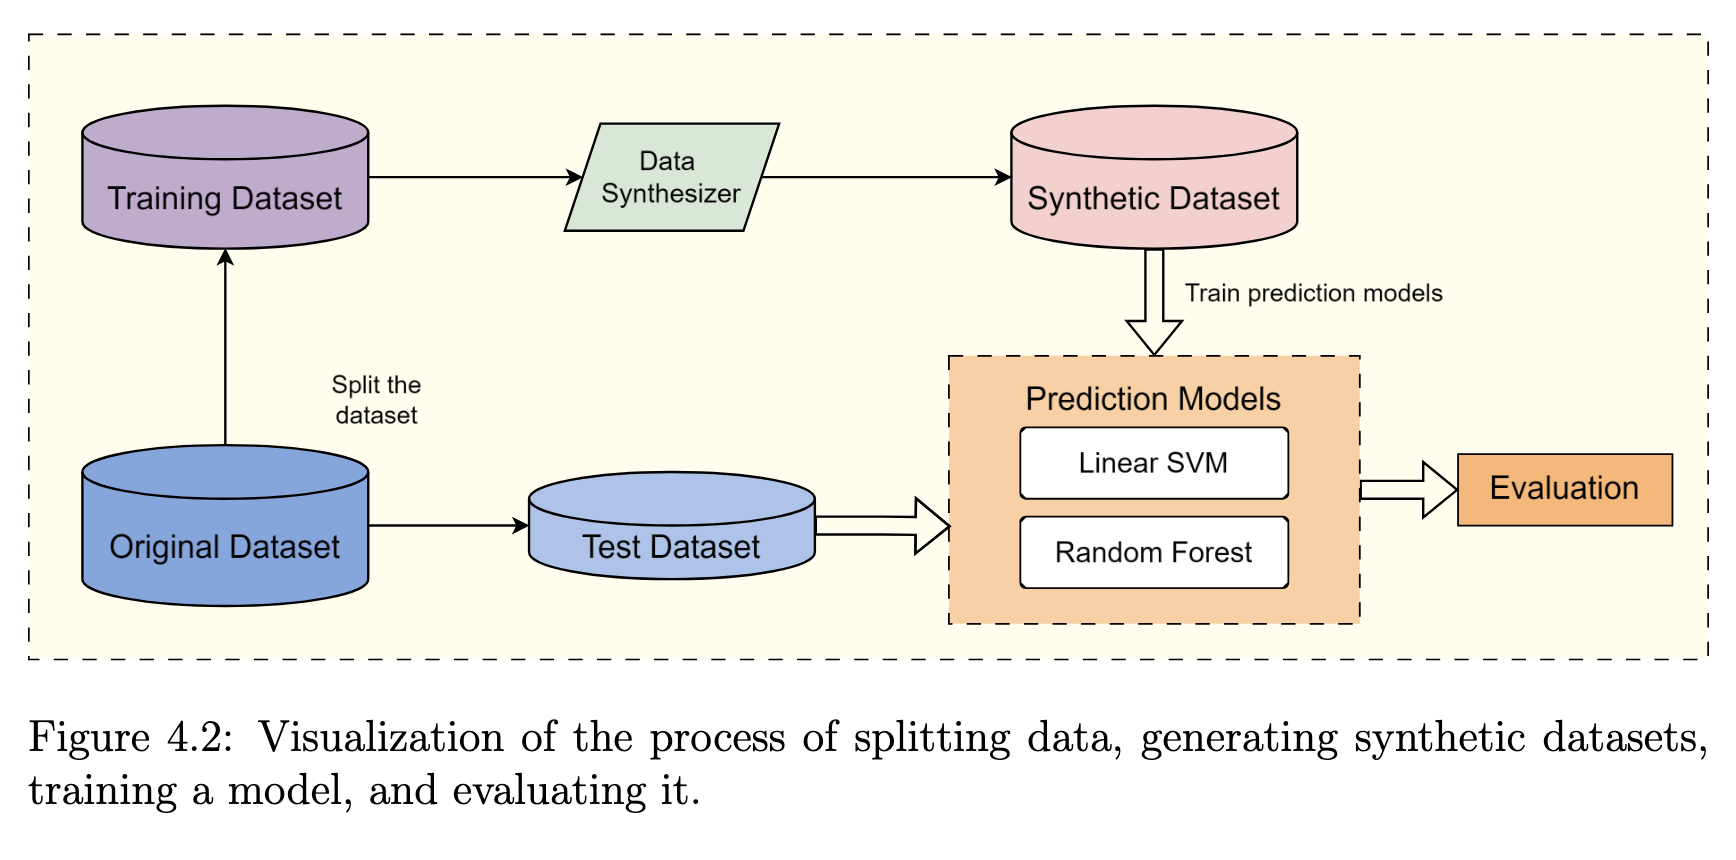 Training Dataset
Data
Synthesizer
Synthetic Dataset
Train prediction models
Split the
dataset
Prediction Models
Linear SVM
Random Forest
Original Dataset
Test Dataset
Evaluation
Figure 4.2: Visualization of the process of splitting data, generating synthetic datasets,
training a model, and evaluating it.